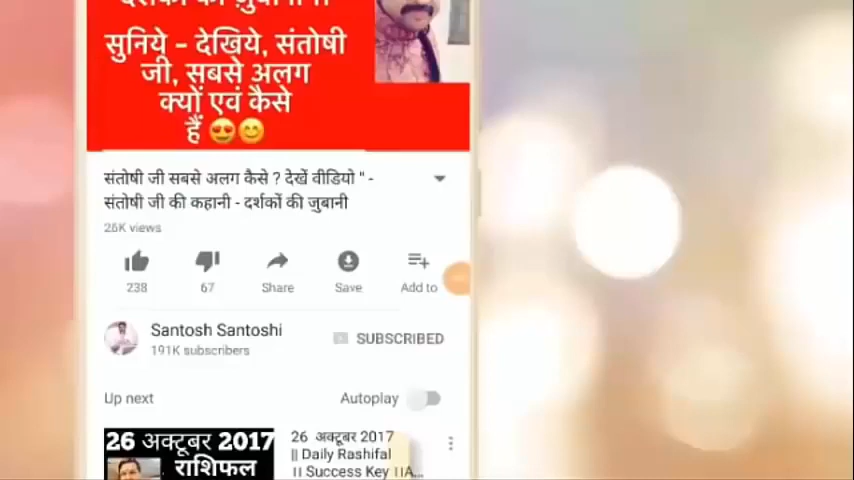 सुनिये - देखिये, संतोषी
जी, सबसे अलग
क्यों एवं कैसे
हैं 😍😊
संतोषी जी सबसे अलग कैसे ? देखें वीडियो " -
संतोषी जी की कहानी - दर्शकों की जुबानी
26K views
238
67
Share
Save
Add to
Santosh Santoshi
191K subscribers
SUBSCRIBED
Up next
Autoplay
26 अक्टूबर 2017
राशिफल
26 अक्टूबर 2017
|| Daily Rashifal
।। Success Key ।।A...